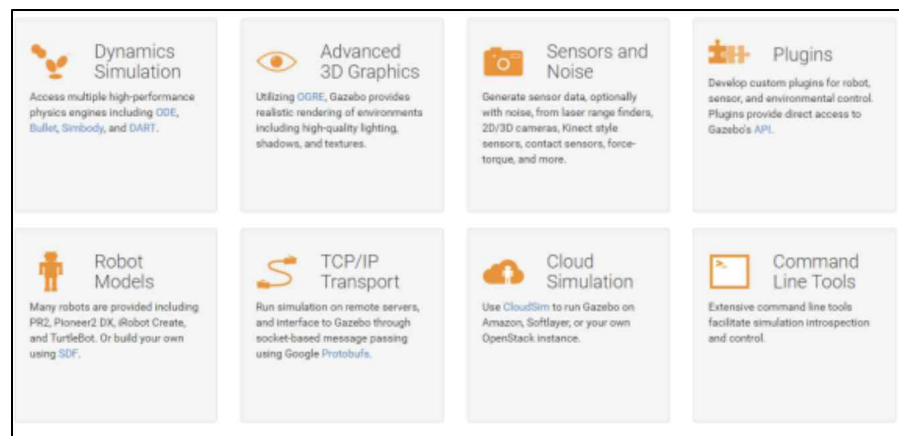 Dynamics
Simulation
Access multiple high-performance
physics engines including ODE,
Bullet, Simbody, and DART.
Advanced
3D Graphics
Utilizing OGRE, Gazebo provides
realistic rendering of environments
including high-quality lighting,
shadows, and textures.
Sensors and
Noise
Generate sensor data, optionally
with noise, from laser range finders,
2D/3D cameras, Kinect style
sensors, contact sensors, force-
torque, and more.
Plugins
Develop custom plugins for robot,
sensor, and environmental control.
Plugins provide direct access to
Gazebo's API.
Robot
Models
Many robots are provided including
PR2, Pioneer2 DX, iRobot Create,
and TurtleBot. Or build your own
using SDF.
TCP/IP
Transport
Run simulation on remote servers,
and interface to Gazebo through
socket-based message passing
using Google Protobufs.
Cloud
Simulation
Use CloudSim to run Gazebo on
Amazon, Softlayer, or your own
OpenStack instance.
>_
Command
Line Tools
Extensive command line tools
facilitate simulation introspection
and control.